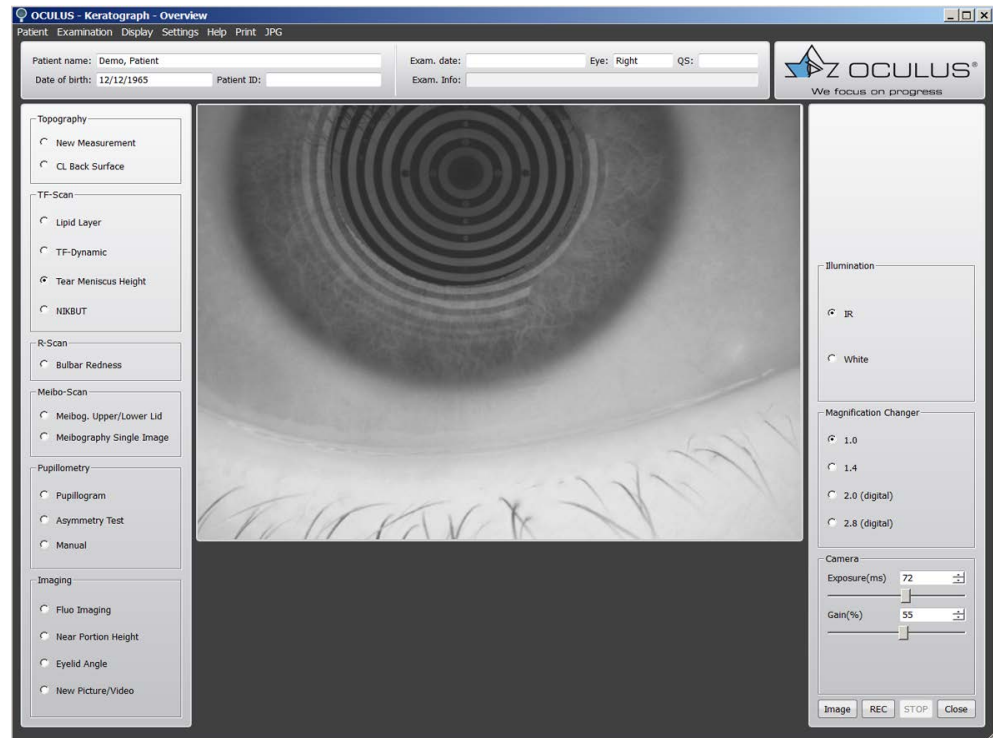 OCULUS - Keratograph - Overview
Patient Examination Display Settings Help Print JPG
Patient name: Demo, Patient
Date of birth: 12/12/1965 Patient ID:
Exam. date: Eye: Right QS:
Exam. Info:
OCULUS®
We focus on progress
Topography
New Measurement
CL Back Surface
TF-Scan
Lipid Layer
TF-Dynamic
Tear Meniscus Height
NIKBUT
R-Scan
Bulbar Redness
Meibo-Scan
Meibog. Upper/Lower Lid
Meibography Single Image
Pupillometry
Pupillogram
Asymmetry Test
Manual
Imaging
Fluo Imaging
Near Portion Height
Eyelid Angle
New Picture/Video
Illumination
IR
White
Magnification Changer
1.0
1.4
2.0 (digital)
2.8 (digital)
Camera
Exposure(ms) 72
Gain(%) 55
Image REC STOP Close